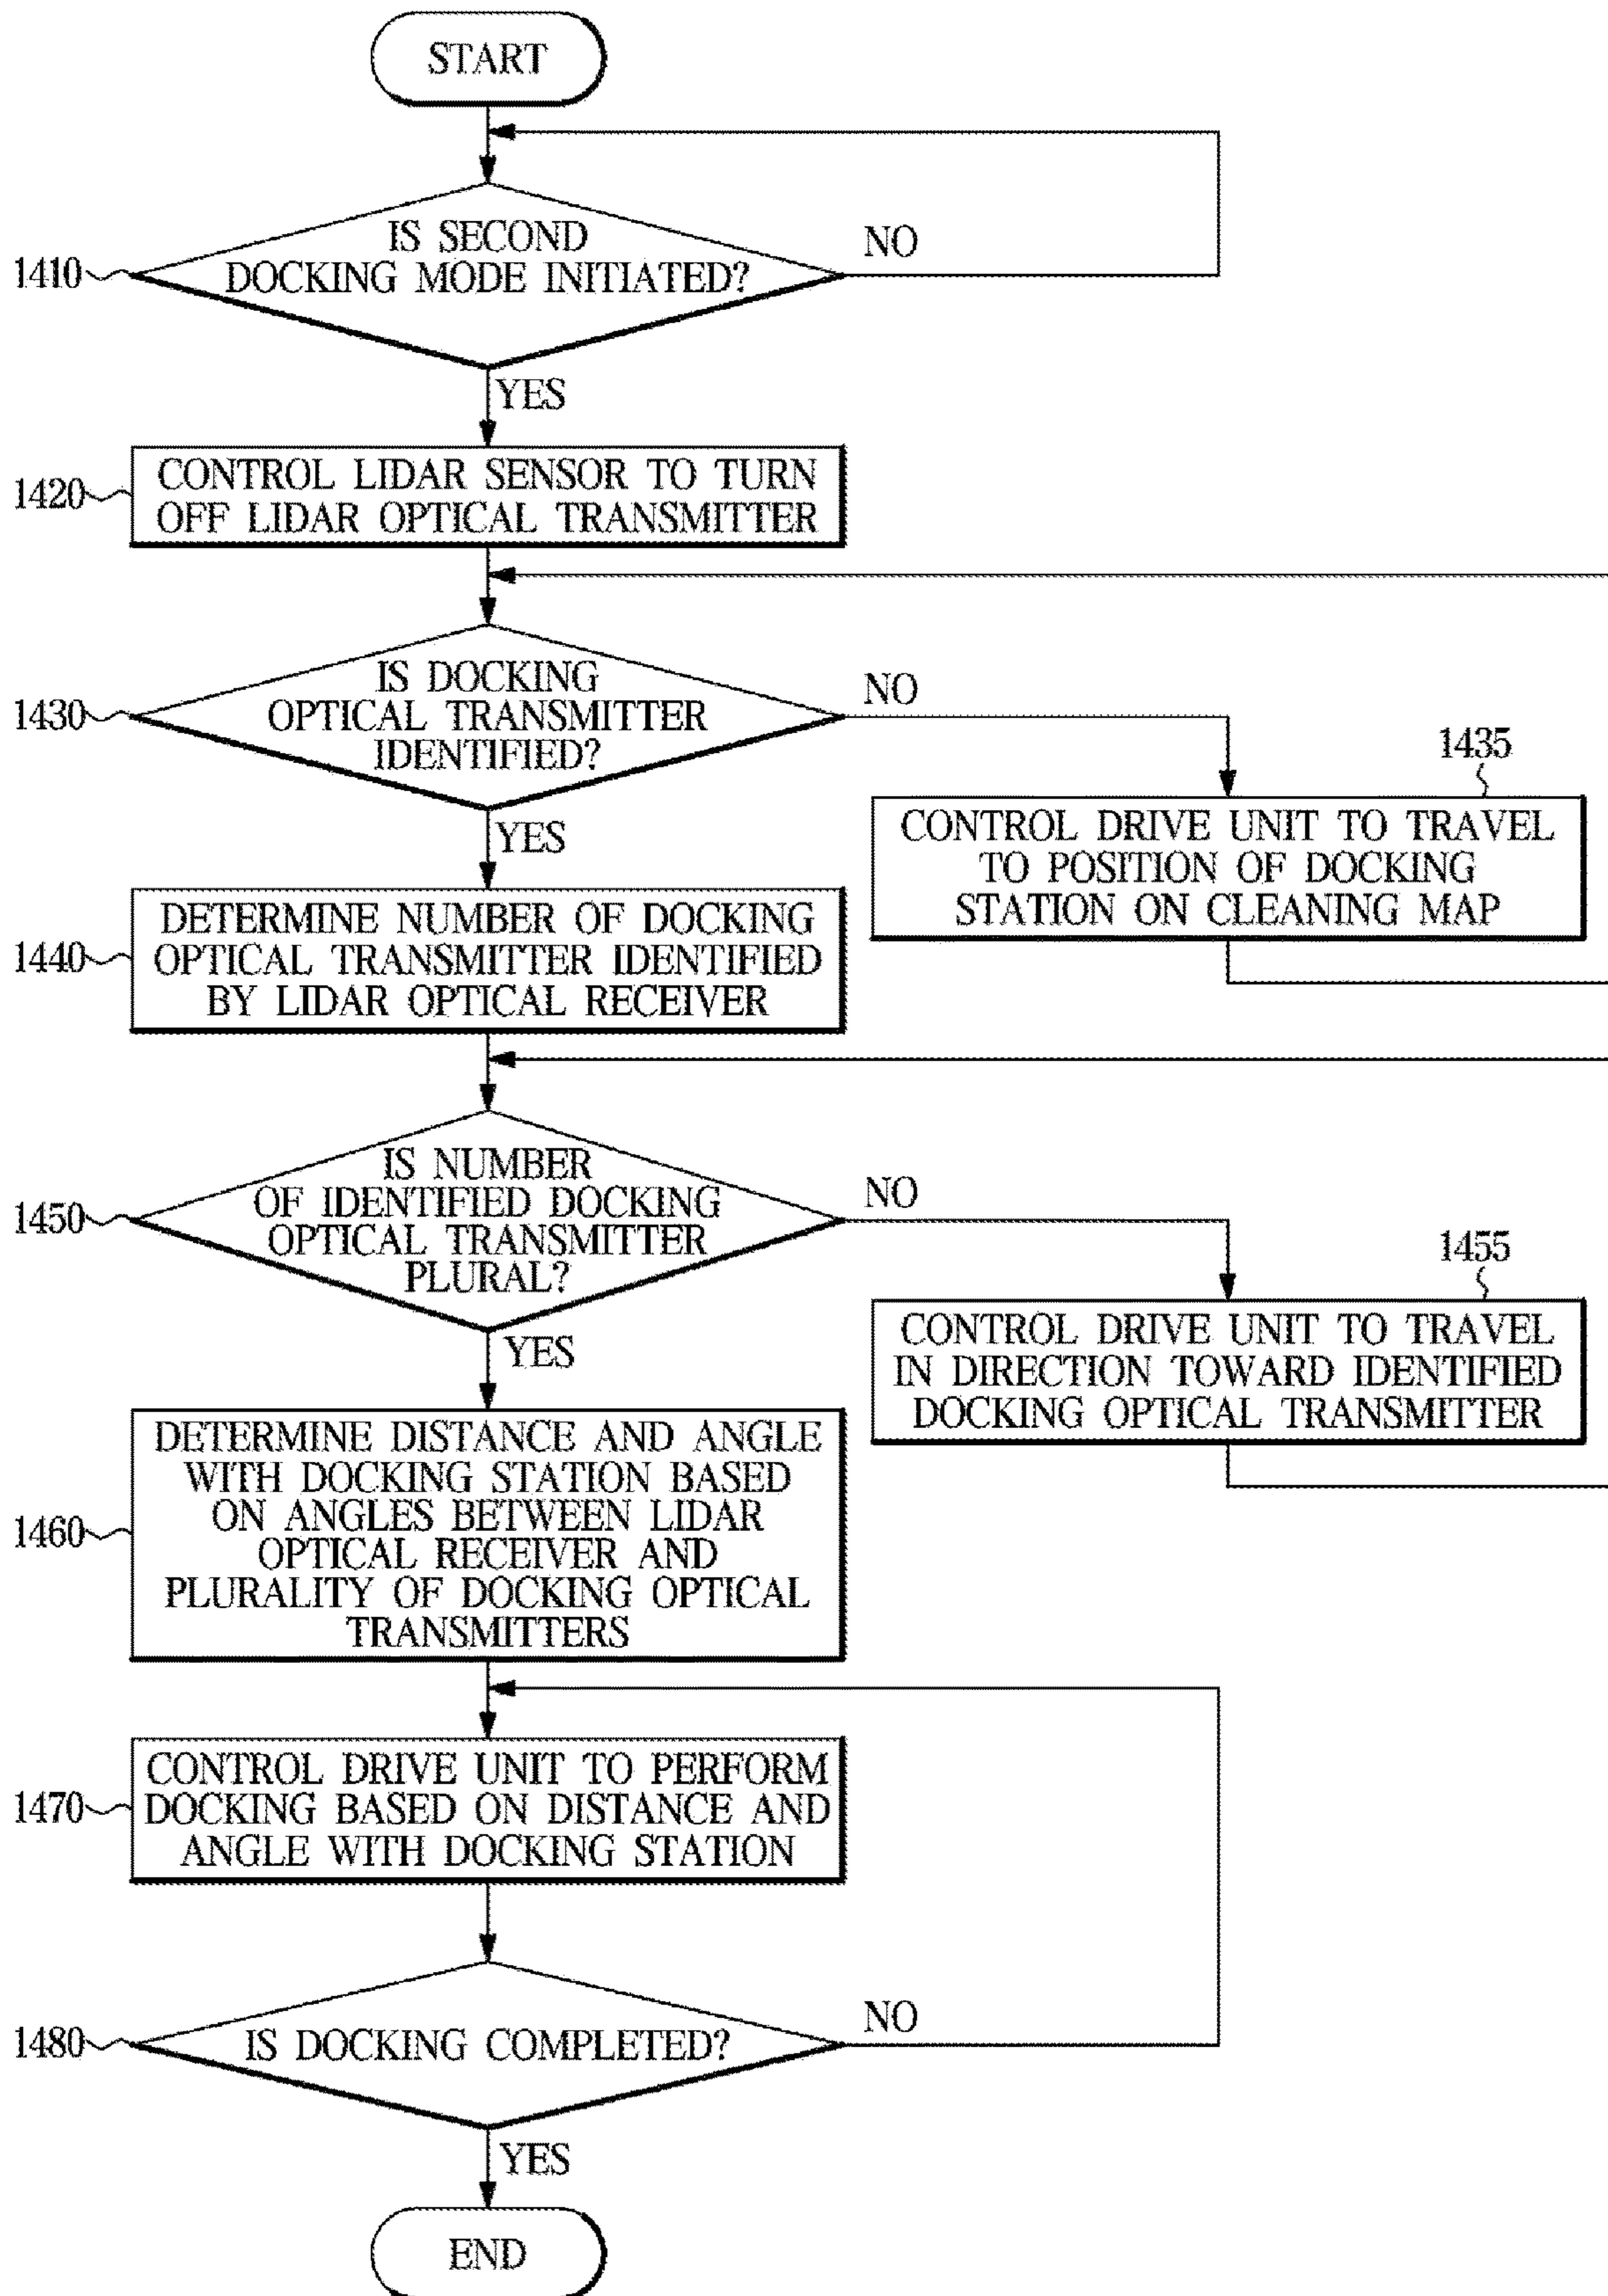 START
IS SECOND
DOCKING MODE INITIATED?
NO
1410
YES
CONTROL LIDAR SENSOR TO TURN
OFF LIDAR OPTICAL TRANSMITTER
1420
IS DOCKING
OPTICAL TRANSMITTER
IDENTIFIED?
NO
1430
1435
CONTROL DRIVE UNIT TO TRAVEL
TO POSITION OF DOCKING
STATION ON CLEANING MAP
YES
DETERMINE NUMBER OF DOCKING
OPTICAL TRANSMITTER IDENTIFIED
BY LIDAR OPTICAL RECEIVER
1440
IS NUMBER
OF IDENTIFIED DOCKING
OPTICAL TRANSMITTER
PLURAL?
NO
1450
1455
CONTROL DRIVE UNIT TO TRAVEL
IN DIRECTION TOWARD IDENTIFIED
DOCKING OPTICAL TRANSMITTER
YES
DETERMINE DISTANCE AND ANGLE
WITH DOCKING STATION BASED
ON ANGLES BETWEEN LIDAR
OPTICAL RECEIVER AND
PLURALITY OF DOCKING OPTICAL
TRANSMITTERS
1460
CONTROL DRIVE UNIT TO PERFORM
DOCKING BASED ON DISTANCE AND
ANGLE WITH DOCKING STATION
1470
IS DOCKING COMPLETED?
NO
1480
YES
END